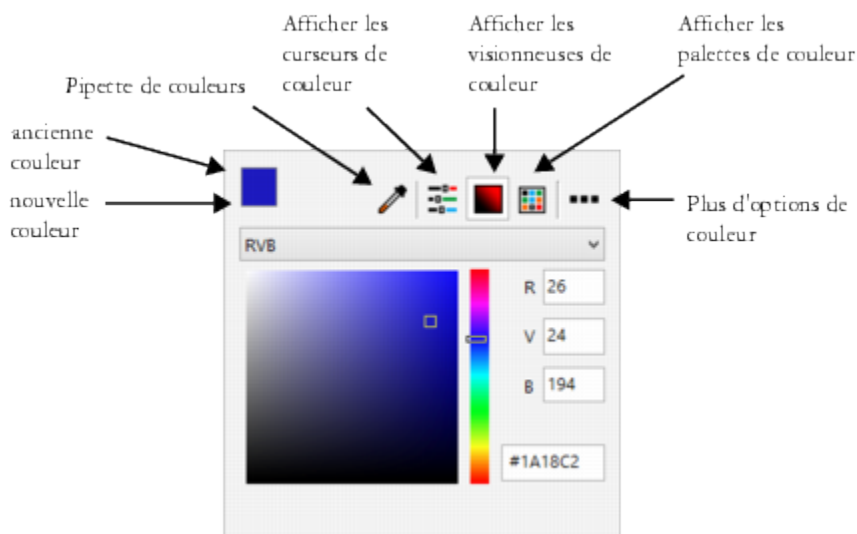 Afficher les
curseurs de
couleur
Afficher les
visionneuses de
couleur
Afficher les
palettes de couleur
Pipette de couleurs
ancienne
couleur
nouvelle
couleur
Plus d'options de
couleur
RVB
R 26
V 24
B 194
#1A18C2